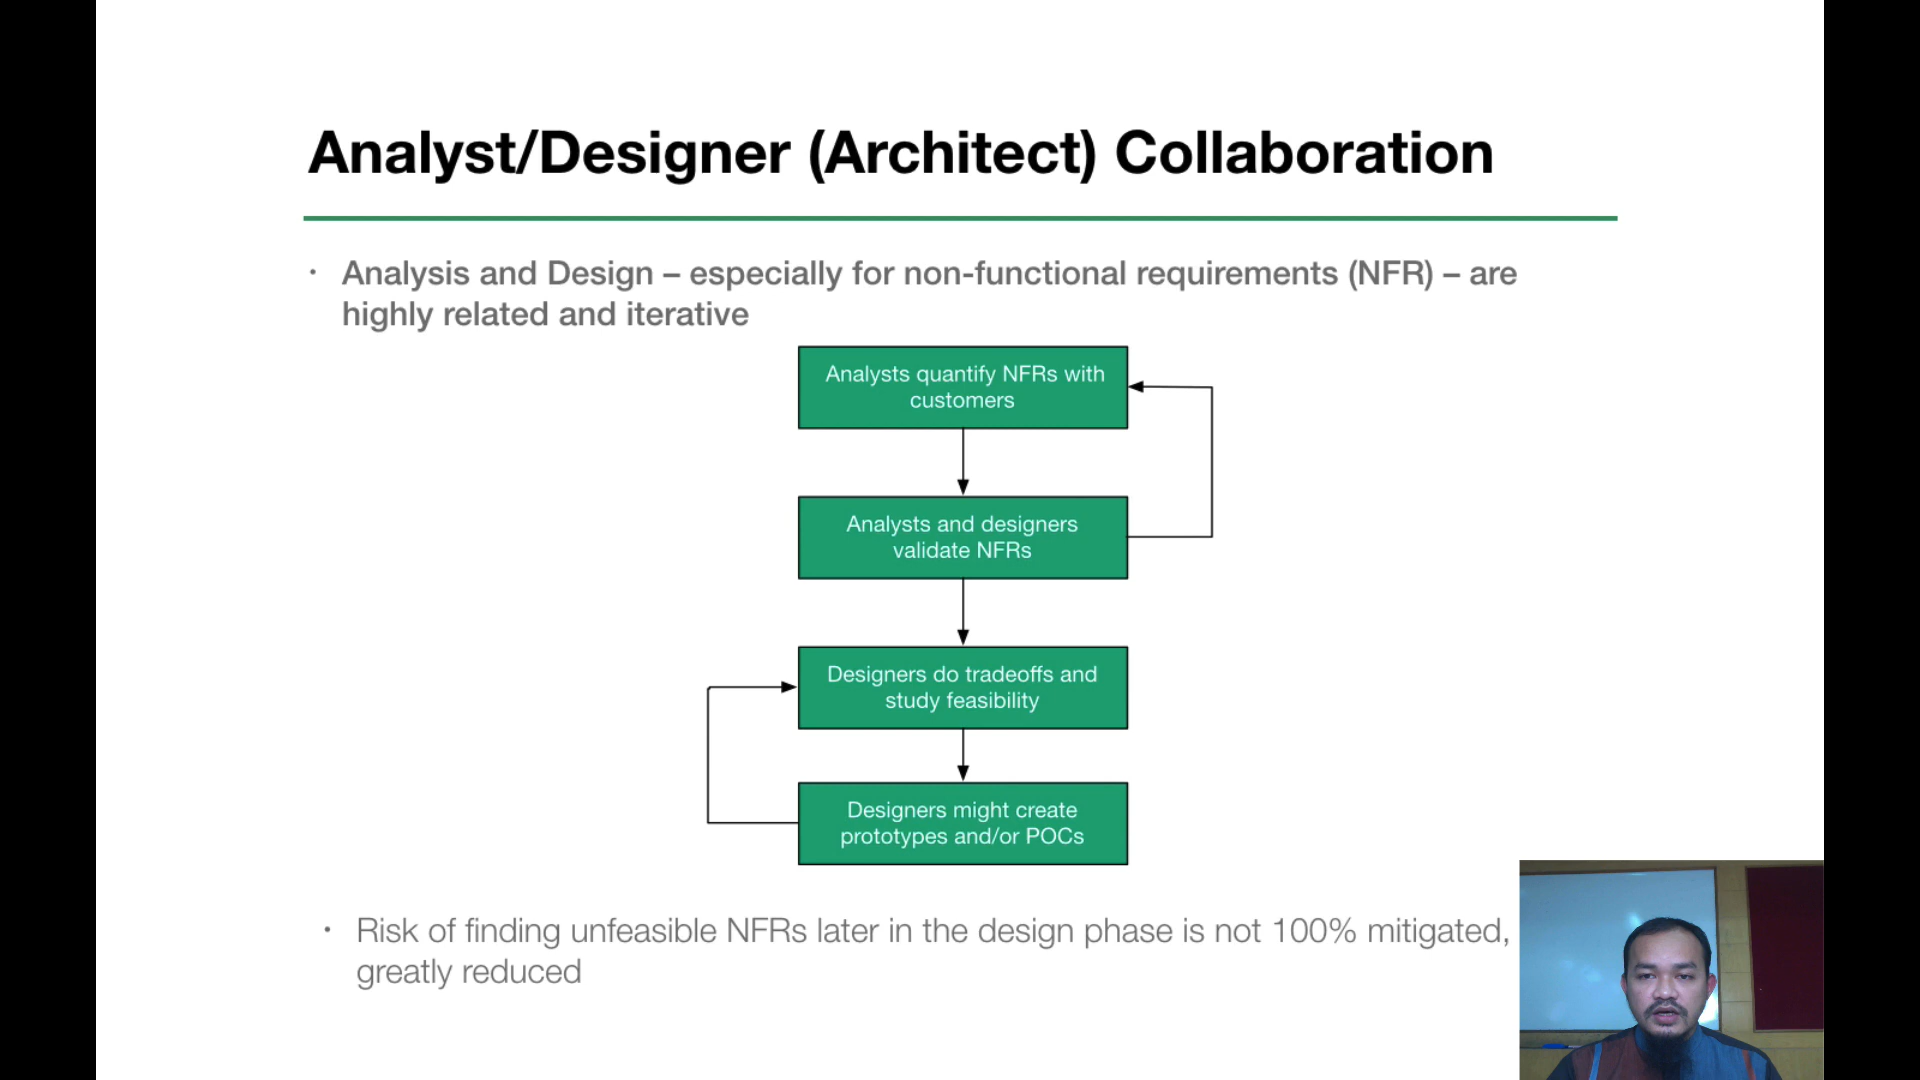 Analyst/Designer (Architect) Collaboration
• Analysis and Design – especially for non-functional requirements (NFR) – are
highly related and iterative
Analysts quantify NFRs with
customers
Analysts and designers
validate NFRs
Designers do tradeoffs and
study feasibility
Designers might create
prototypes and/or POCs
• Risk of finding unfeasible NFRs later in the design phase is not 100% mitigated,
greatly reduced